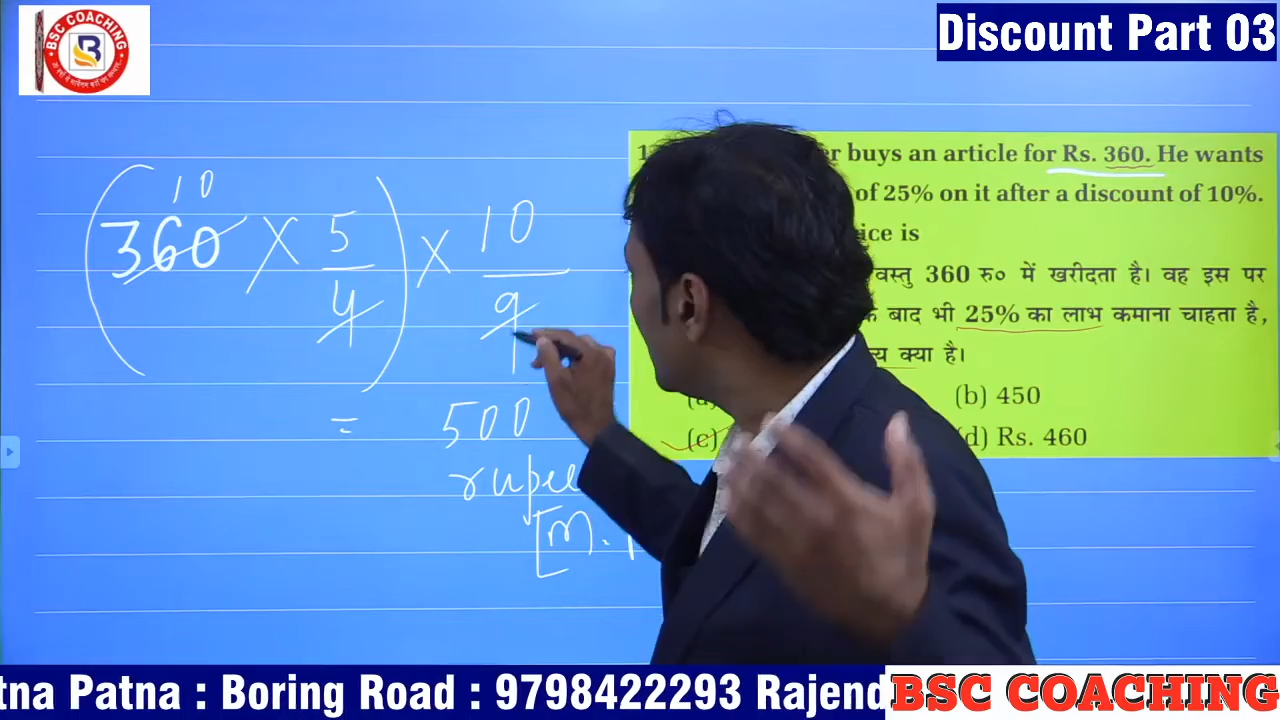 BSC COACHING
Discount Part 03
er buys an article for Rs. 360. He wants
of 25% on it after a discount of 10%.
ice is
वस्तु 360 रु० में खरीदता है। वह इस पर
के बाद भी 25% का लाभ कमाना चाहता है,
क्या है।
(b) 450
(c)
(d) Rs. 460
10
(360 × 5/4) × 10/9
1
= 500
rupee
[m.
tna Patna : Boring Road : 9798422293 Rajend
BSC COACHING